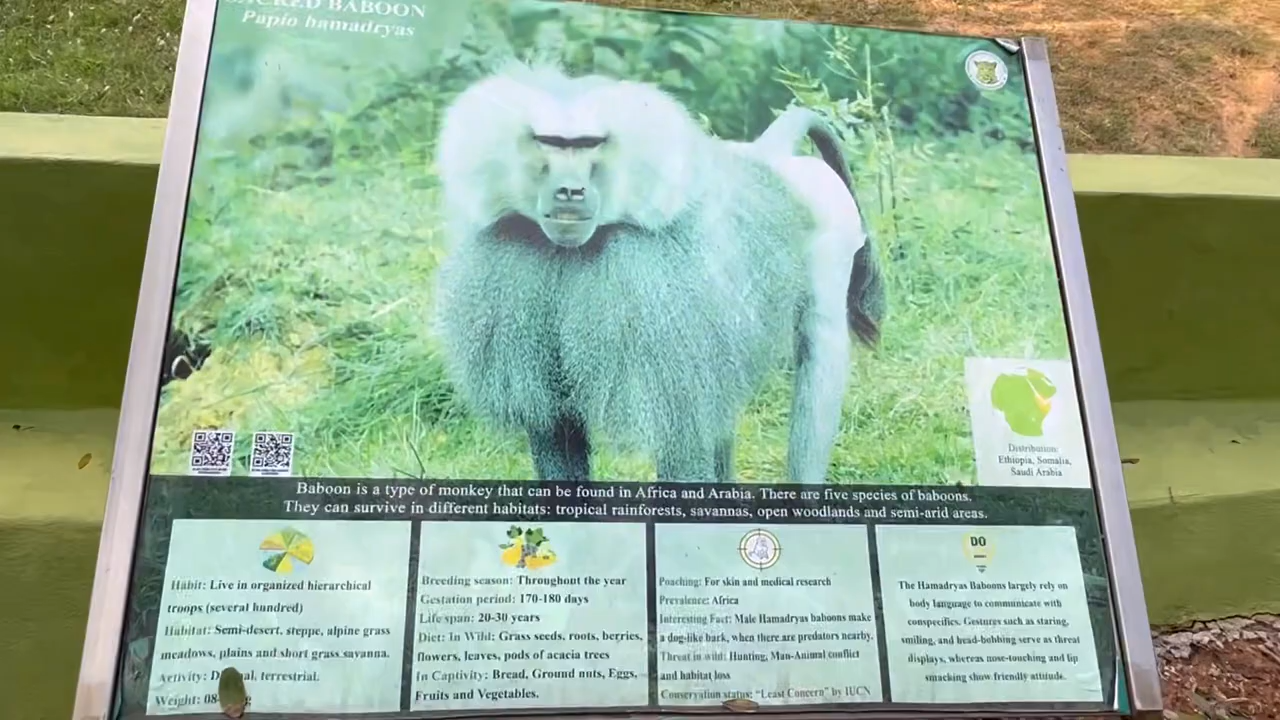 SACRED BABOON
Papio hamadryas
Distribution:
Ethiopia, Somalia,
Saudi Arabia
Baboon is a type of monkey that can be found in Africa and Arabia. There are five species of baboons.
They can survive in different habitats: tropical rainforests, savannas, open woodlands and semi-arid areas.
Habit: Live in organized hierarchical
troops (several hundred)
Habitat: Semi-desert, steppe, alpine grass
meadows, plains and short grass savanna.
Activity: terrestrial.
Weight:
Breeding season: Throughout the year
Gestation period: 170-180 days
Life span: 20-30 years
Diet: In Wild: Grass seeds, roots, berries,
flowers, leaves, pods of acacia trees
In Captivity: Bread, Ground nuts, Eggs,
Fruits and Vegetables.
Poaching: For skin and medical research
Prevalence: Africa
Interesting Fact: Male Hamadryas baboons make
a dog-like bark, when there are predators nearby.
Threat in wild: Hunting, Man-Animal conflict
and habitat loss
Conservation status: "Least Concern" by IUCN
DO
The Hamadryas Baboons largely rely on
body language to communicate with
conspecifics. Gestures such as staring,
smiling, and head-bobbing serve as threat
displays, whereas nose-touching and lip
smacking show friendly attitude.